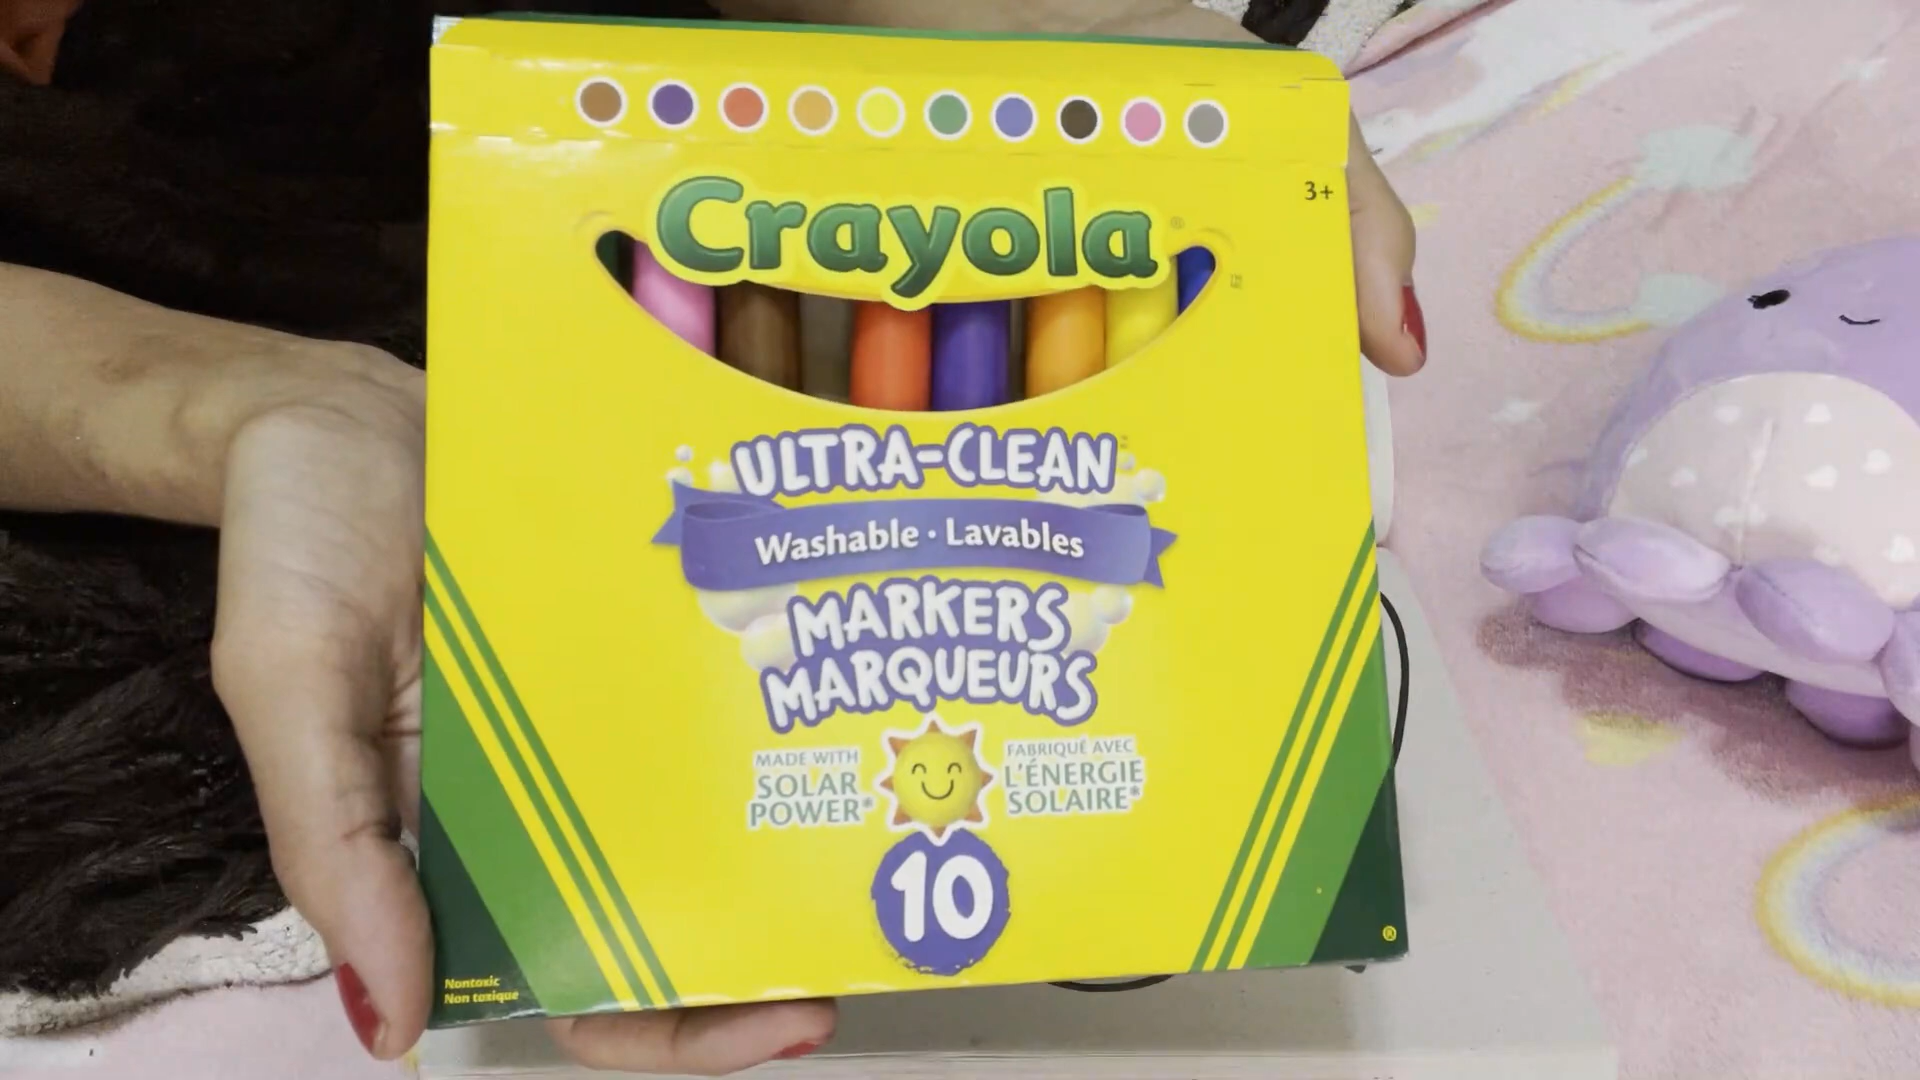 Crayola
3+
ULTRA-CLEAN
Washable · Lavables
MARKERS
MARQUEURS
MADE WITH
SOLAR
POWER*
FABRIQUÉ AVEC
L'ÉNERGIE
SOLAIRE*
10
Nontoxic
Non toxique